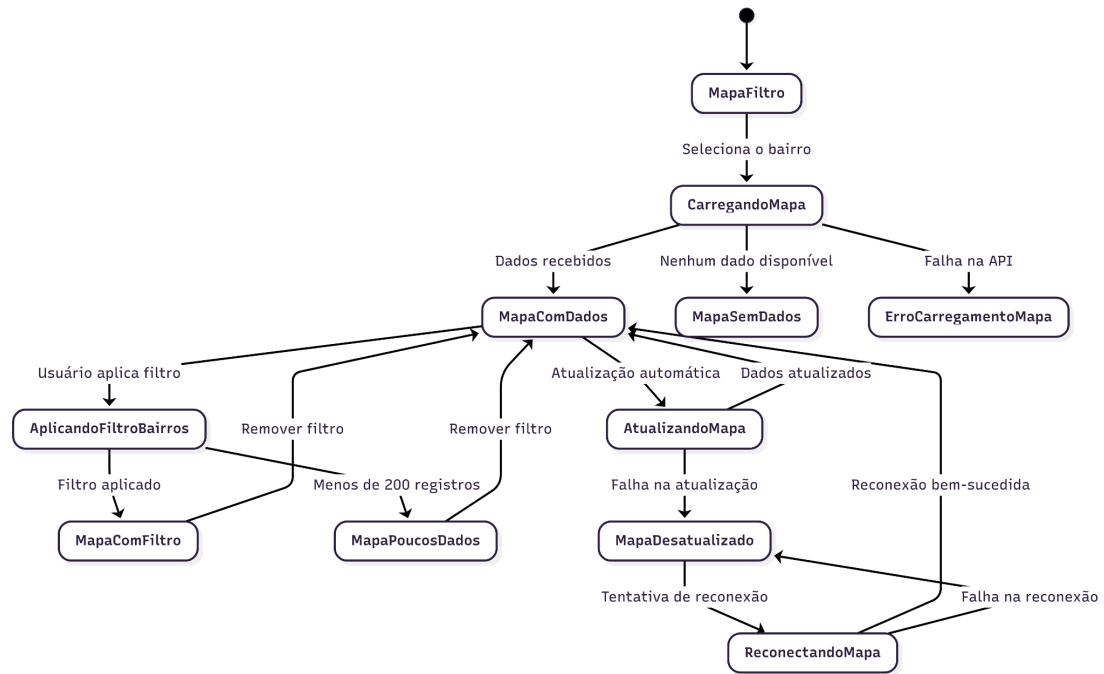 MapaFiltro
Seleciona o bairro
CarregandoMapa
Dados recebidos
Nenhum dado disponível
Falha na API
MapaComDados
MapaSemDados
ErroCarregamentoMapa
Usuário aplica filtro
Atualização automática
Dados atualizados
AplicandoFiltroBairros
Remover filtro
Remover filtro
AtualizandoMapa
Filtro aplicado
Menos de 200 registros
Falha na atualização
Reconexão bem-sucedida
MapaComFiltro
MapaPoucosDados
MapaDesatualizado
Tentativa de reconexão
Falha na reconexão
ReconectandoMapa